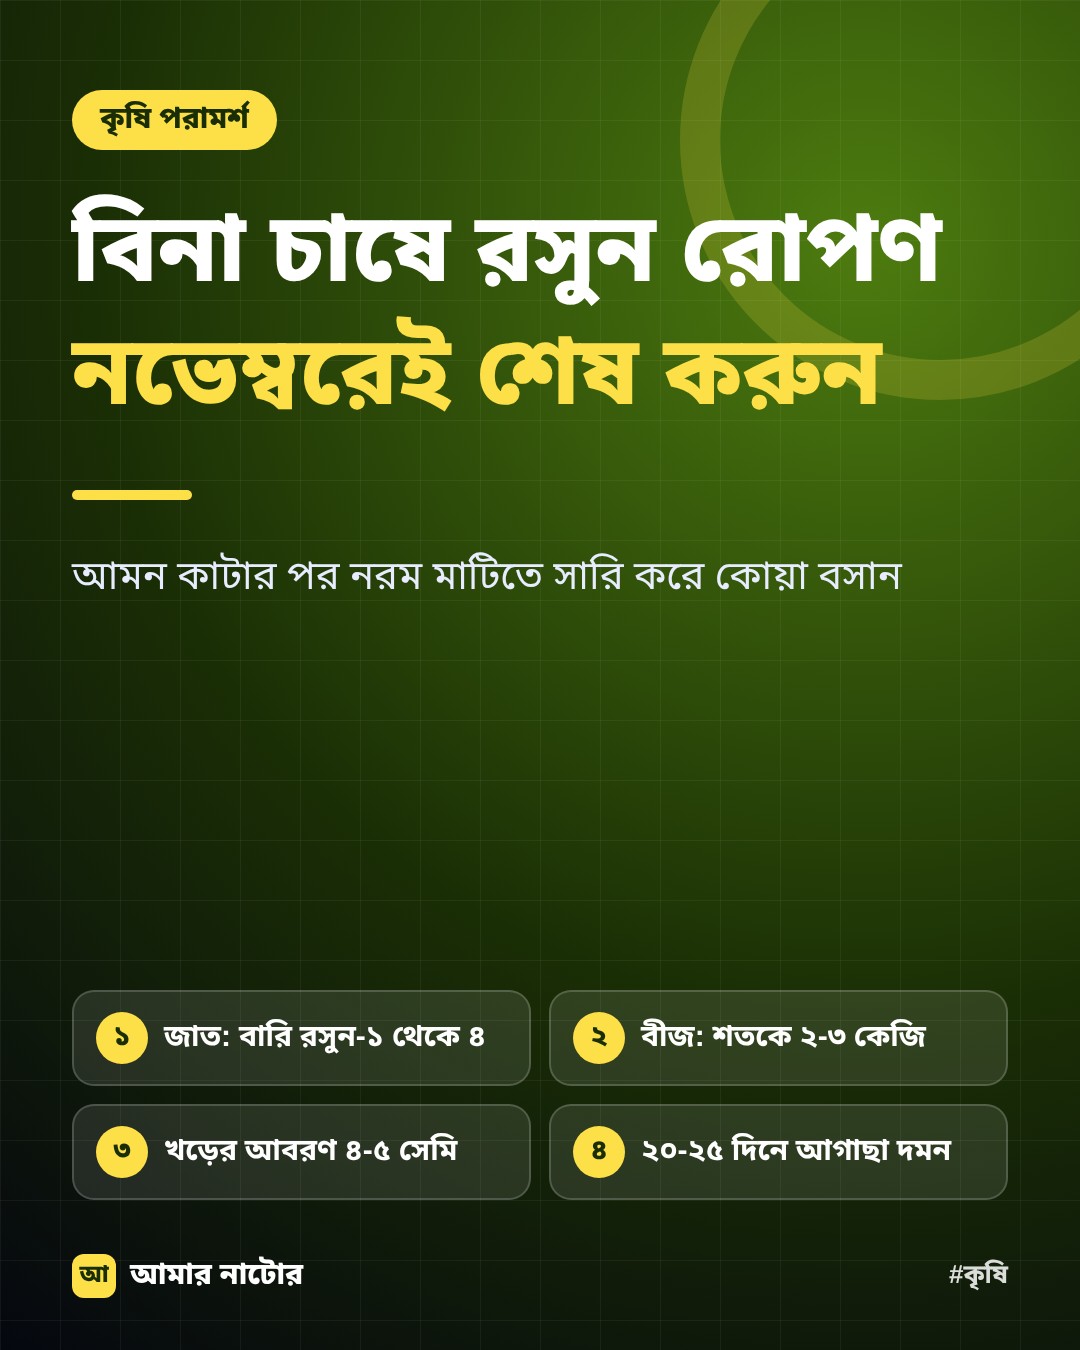 কৃষি পরামর্শ
বিনা চাষে রসুন রোপণ
নভেম্বরেই শেষ করুন
আমন কাটার পর নরম মাটিতে সারি করে কোয়া বসান
১ জাত: বারি রসুন-১ থেকে ৪
২ বীজ: শতকে ২-৩ কেজি
৩ খড়ের আবরণ ৪-৫ সেমি
৪ ২০-২৫ দিনে আগাছা দমন
আ আমার নাটোর
#কৃষি